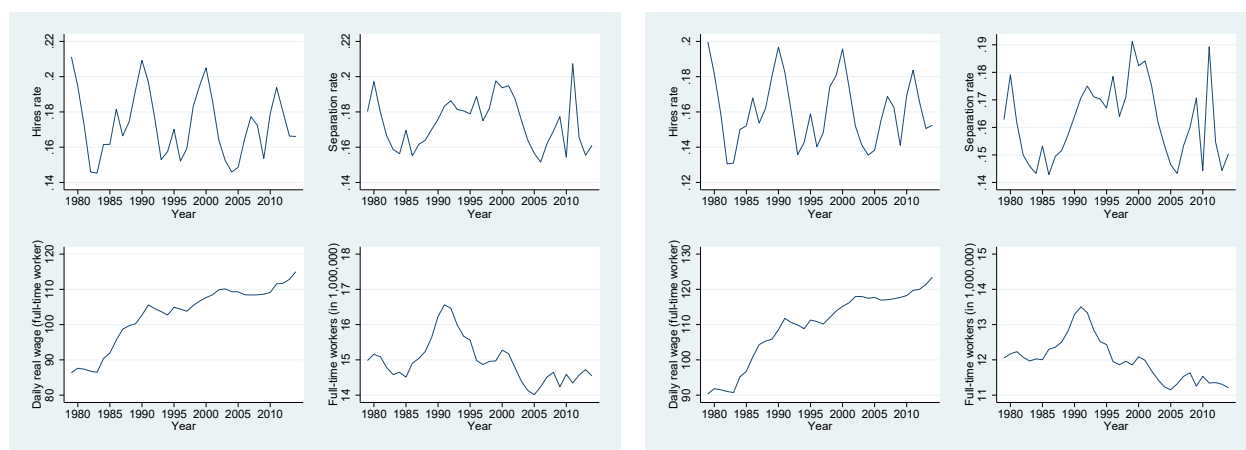 Hires rate
.14 .16 .18 .2 .22
1980 1985 1990 1995 2000 2005 2010
Year
Separation rate
.14 .16 .18 .2 .22
1980 1985 1990 1995 2000 2005 2010
Year
Daily real wage (full-time worker)
80 90 100 110 120
1980 1985 1990 1995 2000 2005 2010
Year
Full-time workers (in 1,000,000)
14 15 16 17 18
1980 1985 1990 1995 2000 2005 2010
Year
Hires rate
.12 .14 .16 .18 .2
1980 1985 1990 1995 2000 2005 2010
Year
Separation rate
.14 .15 .16 .17 .18 .19
1980 1985 1990 1995 2000 2005 2010
Year
Daily real wage (full-time worker)
90 100 110 120 130
1980 1985 1990 1995 2000 2005 2010
Year
Full-time workers (in 1,000,000)
11 12 13 14 15
1980 1985 1990 1995 2000 2005 2010
Year